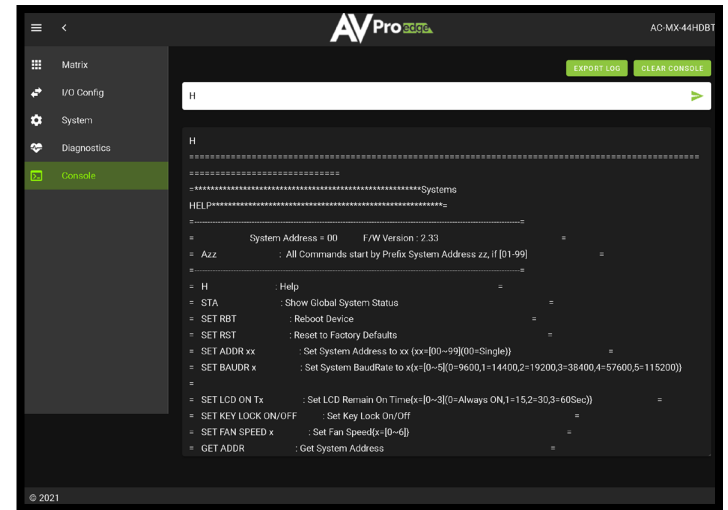 AVPro edge
AC-MX-44HDBT
Matrix
I/O Config
System
Diagnostics
Console
EXPORT LOG
CLEAR CONSOLE
H
H
==================================================================================================
=============================
=*******************************************************Systems
HELP********************************************************=
=--------------------------------------------------------------------------------=
= System Address = 00 F/W Version : 2.33 =
= Azz : All Commands start by Prefix System Address zz, if [01-99] =
=--------------------------------------------------------------------------------=
= H : Help =
= STA : Show Global System Status =
= SET RBT : Reboot Device =
= SET RST : Reset to Factory Defaults =
= SET ADDR xx : Set System Address to xx {xx=[00~99](00=Single)} =
= SET BAUDR x : Set System BaudRate to x{x=[0~5](0=9600,1=14400,2=19200,3=38400,4=57600,5=115200)}
=
= SET LCD ON Tx : Set LCD Remain On Time{x=[0~3](0=Always ON,1=15,2=30,3=60Sec)} =
= SET KEY LOCK ON/OFF : Set Key Lock On/Off =
= SET FAN SPEED x : Set Fan Speed{x=[0~6]} =
= GET ADDR : Get System Address =
© 2021